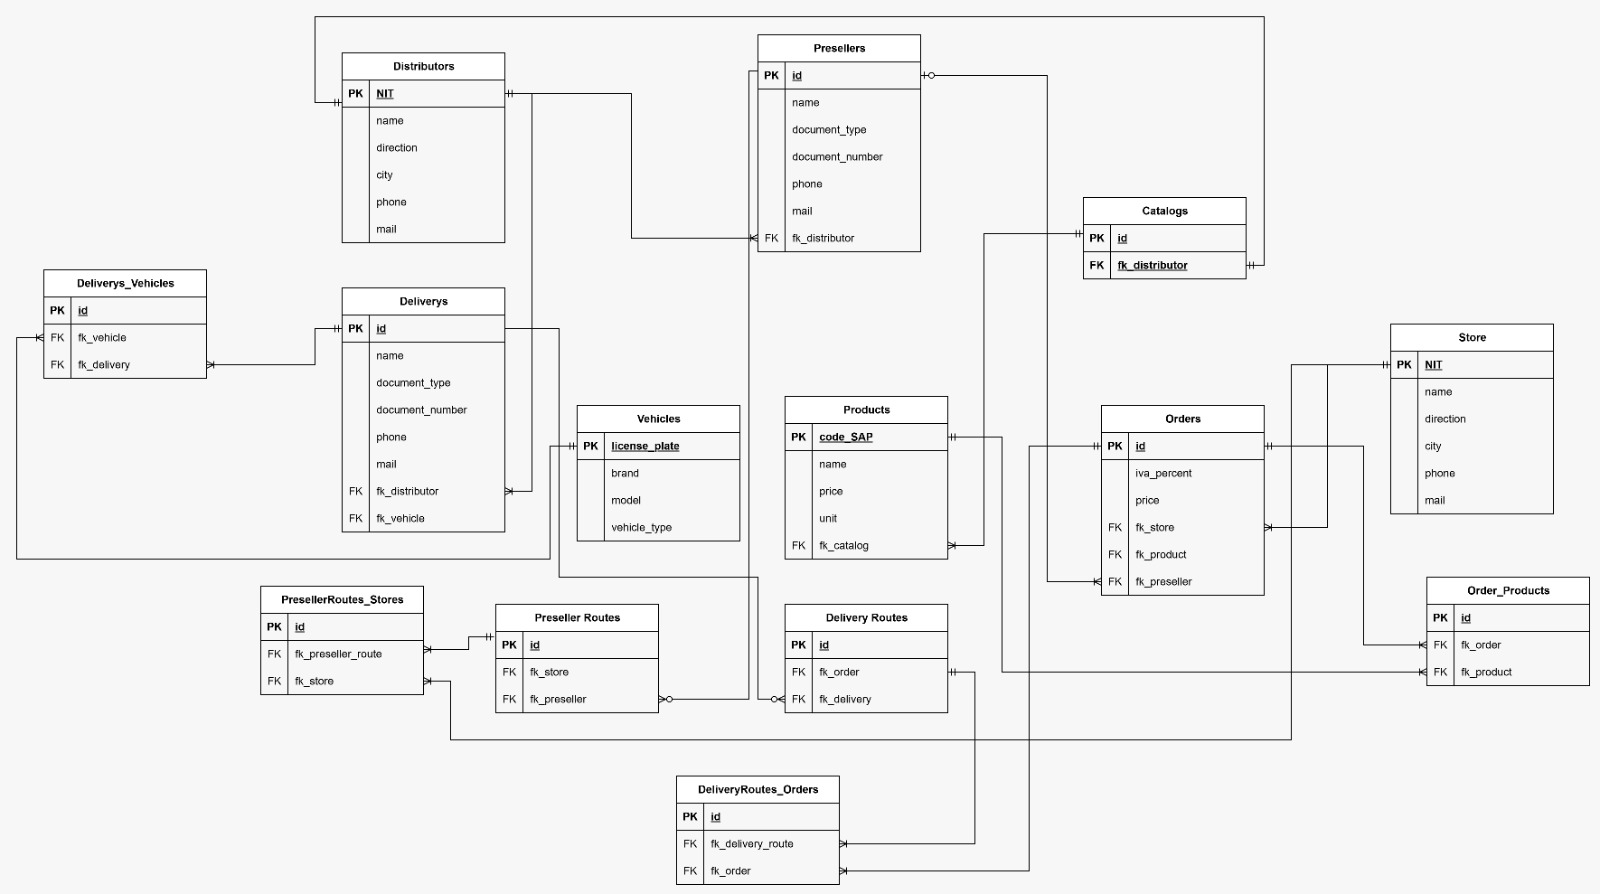 Distributors
PK NIT
name
direction
city
phone
mail
Presellers
PK id
name
document_type
document_number
phone
mail
FK fk_distributor
Catalogs
PK id
FK fk_distributor
Deliverys_Vehicles
PK id
FK fk_vehicle
FK fk_delivery
Deliverys
PK id
name
document_type
document_number
phone
mail
FK fk_distributor
FK fk_vehicle
Vehicles
PK license_plate
brand
model
vehicle_type
Products
PK code_SAP
name
price
unit
FK fk_catalog
Orders
PK id
iva_percent
price
FK fk_store
FK fk_product
FK fk_preseller
Store
PK NIT
name
direction
city
phone
mail
PresellerRoutes_Stores
PK id
FK fk_preseller_route
FK fk_store
Preseller Routes
PK id
FK fk_store
FK fk_preseller
Delivery Routes
PK id
FK fk_order
FK fk_delivery
Order_Products
PK id
FK fk_order
FK fk_product
DeliveryRoutes_Orders
PK id
FK fk_delivery_route
FK fk_order